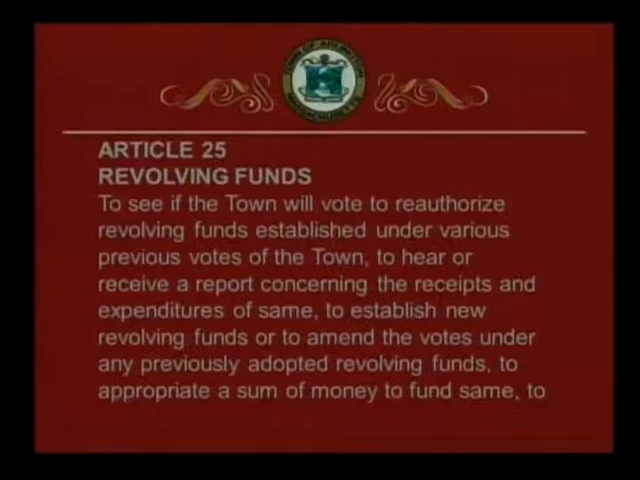 TOWN OF ARLINGTON
ARTICLE 25
REVOLVING FUNDS
To see if the Town will vote to reauthorize
revolving funds established under various
previous votes of the Town, to hear or
receive a report concerning the receipts and
expenditures of same, to establish new
revolving funds or to amend the votes under
any previously adopted revolving funds, to
appropriate a sum of money to fund same, to